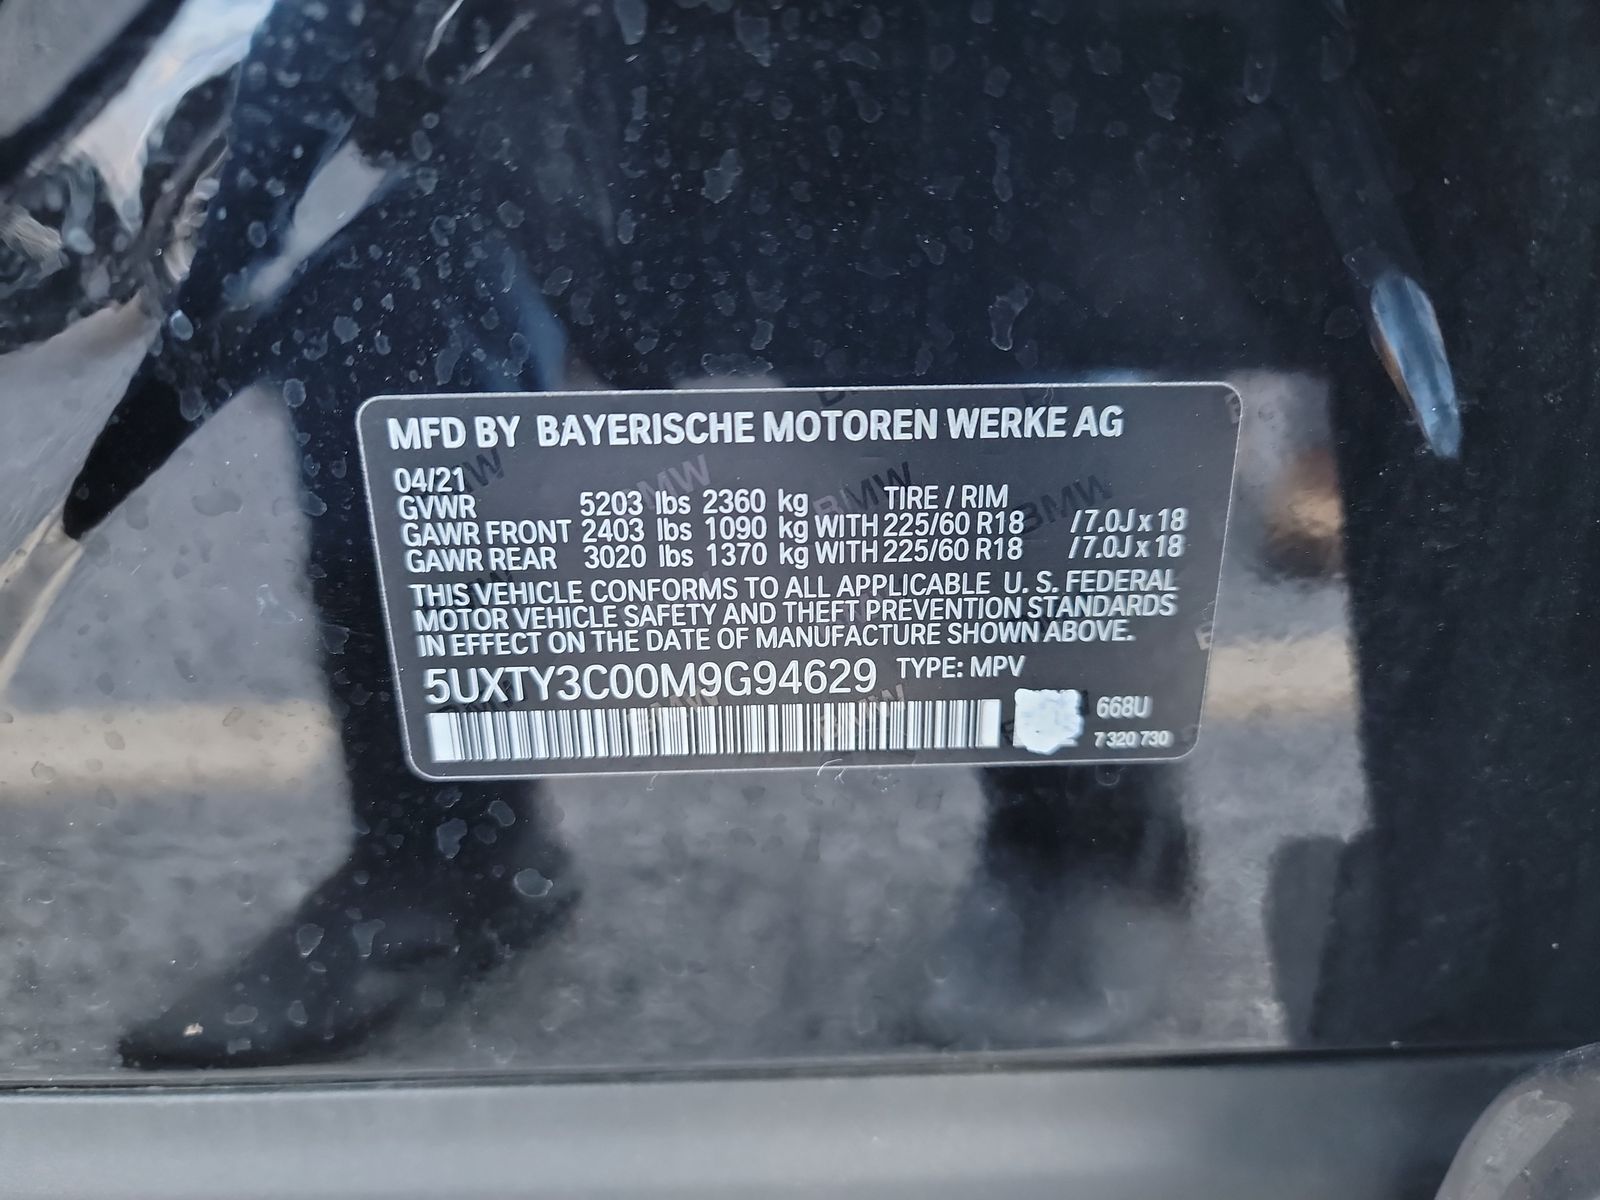 MFD BY BAYERISCHE MOTOREN WERKE AG
04/21
GVWR 5203 lbs 2360 kg TIRE / RIM
GAWR FRONT 2403 lbs 1090 kg WITH 225/60 R18 / 7.0J x 18
GAWR REAR 3020 lbs 1370 kg WITH 225/60 R18 / 7.0J x 18
THIS VEHICLE CONFORMS TO ALL APPLICABLE U. S. FEDERAL
MOTOR VEHICLE SAFETY AND THEFT PREVENTION STANDARDS
IN EFFECT ON THE DATE OF MANUFACTURE SHOWN ABOVE.
5UXTY3C00M9G94629 TYPE: MPV
668U
7 320 730